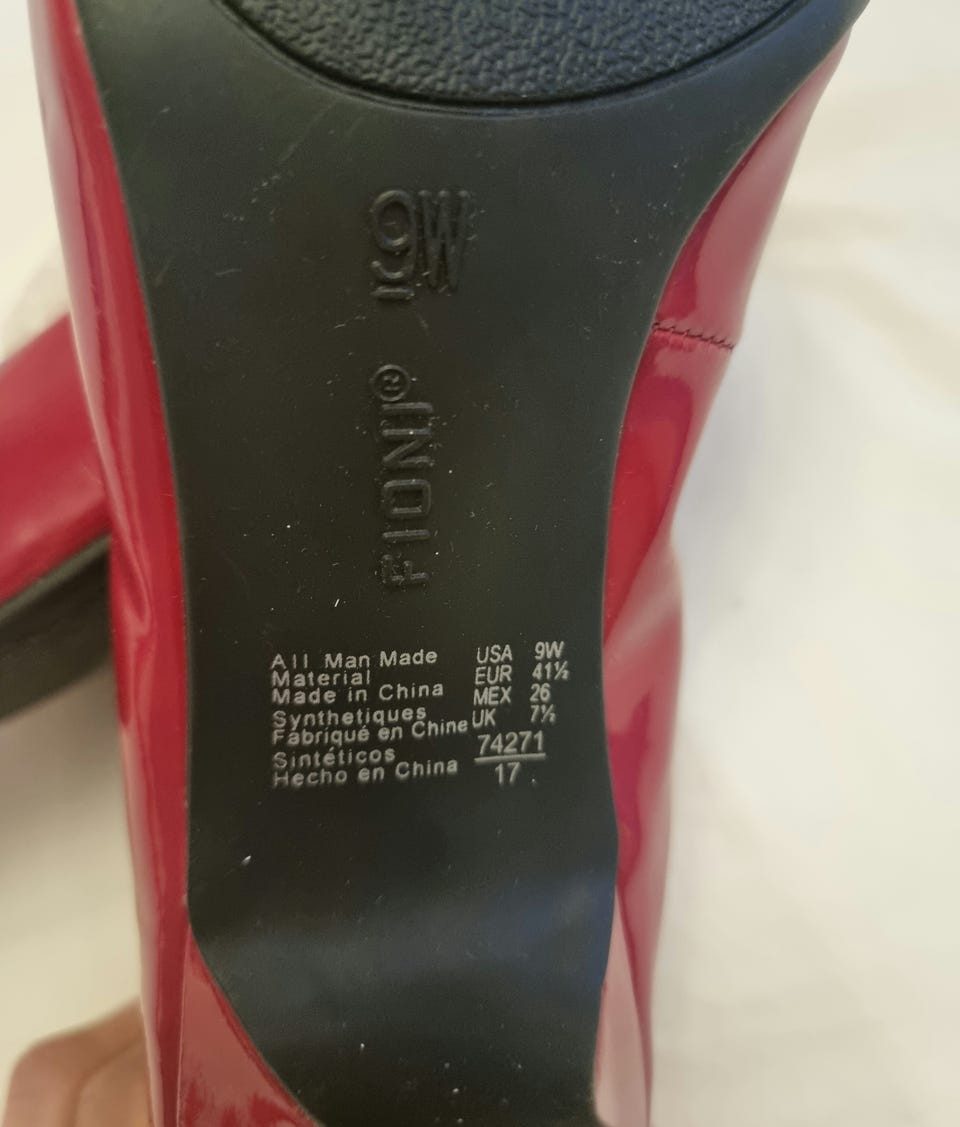 9W
FIONI®
All Man Made
Material
Made in China
Synthetiques
Fabriqué en Chine
Sintéticos
Hecho en China
USA 9W
EUR 41½
MEX 26
UK 7½
74271
17